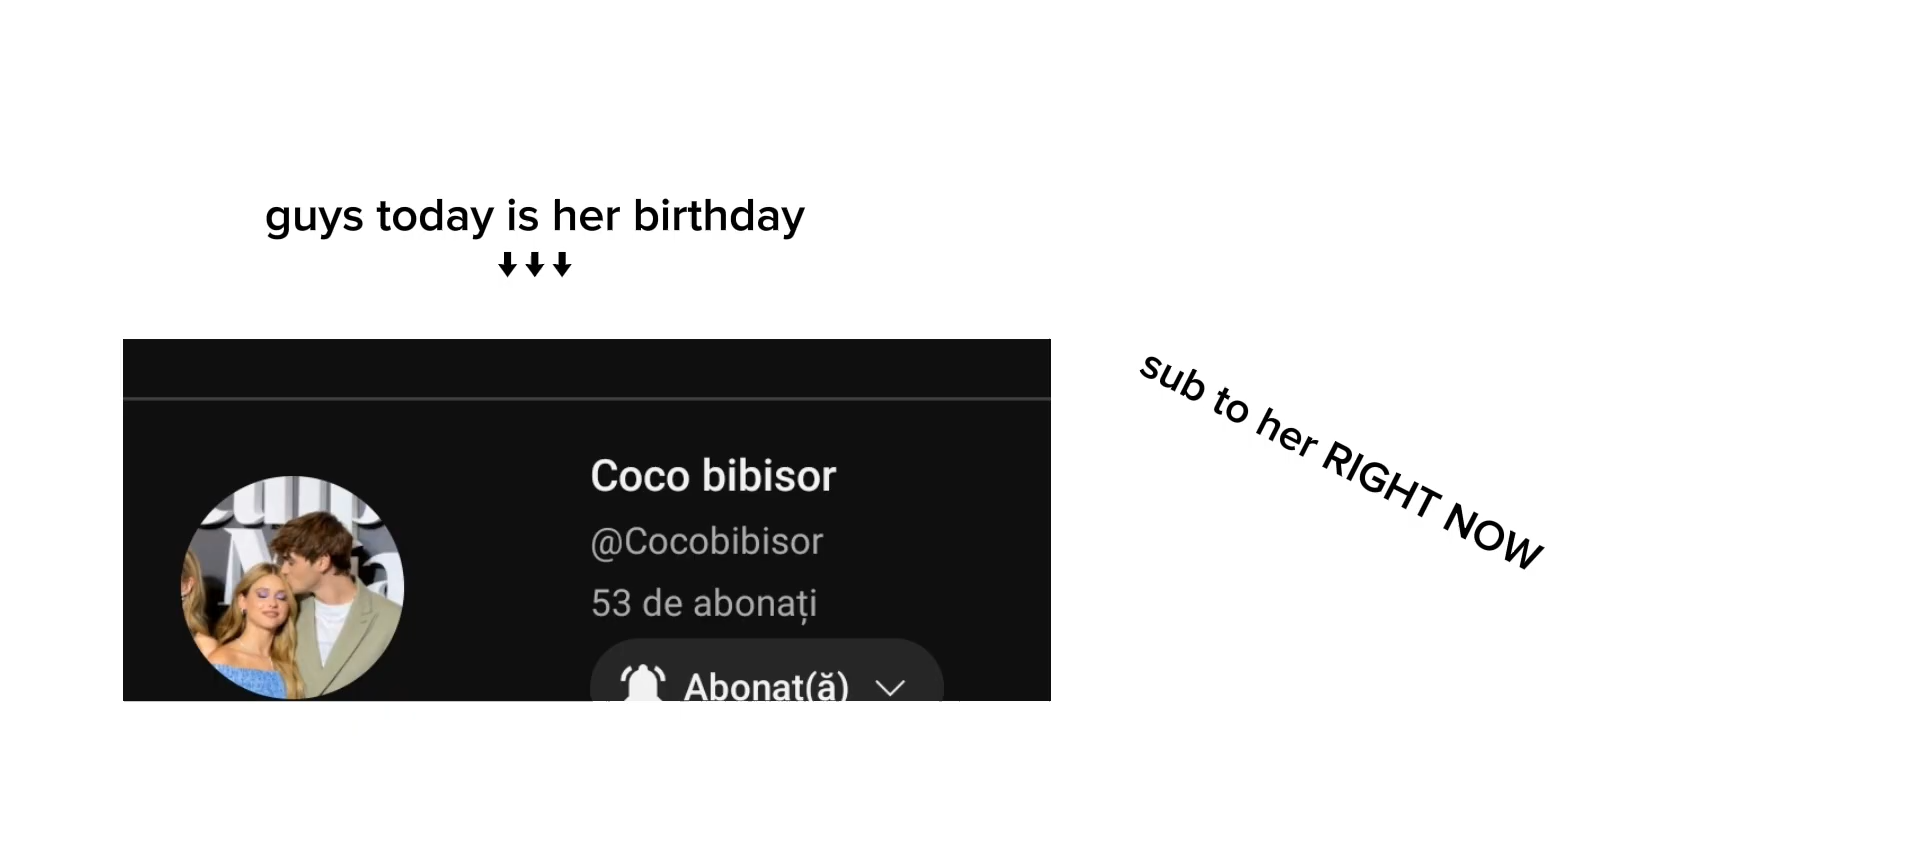 guys today is her birthday
⬇⬇⬇
Coco bibisor
@Cocobibisor
53 de abonați
Abonat(ă)
sub to her RIGHT NOW